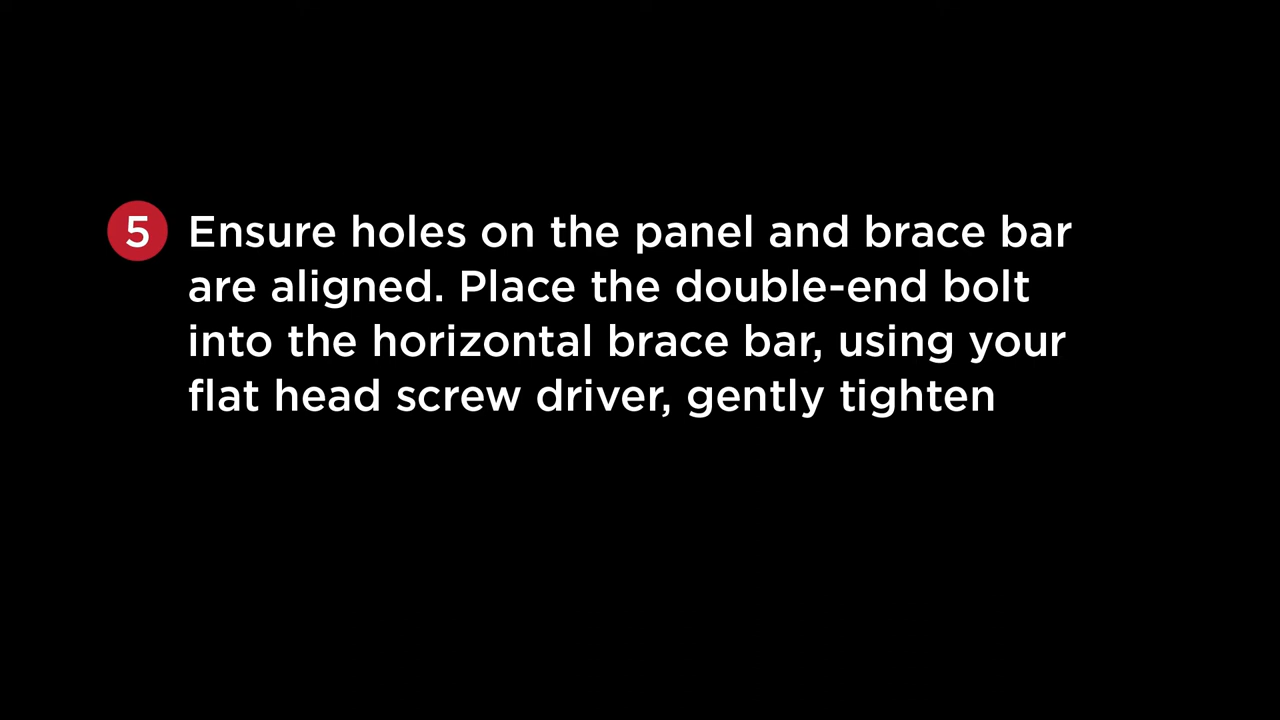 5 Ensure holes on the panel and brace bar
are aligned. Place the double-end bolt
into the horizontal brace bar, using your
flat head screw driver, gently tighten